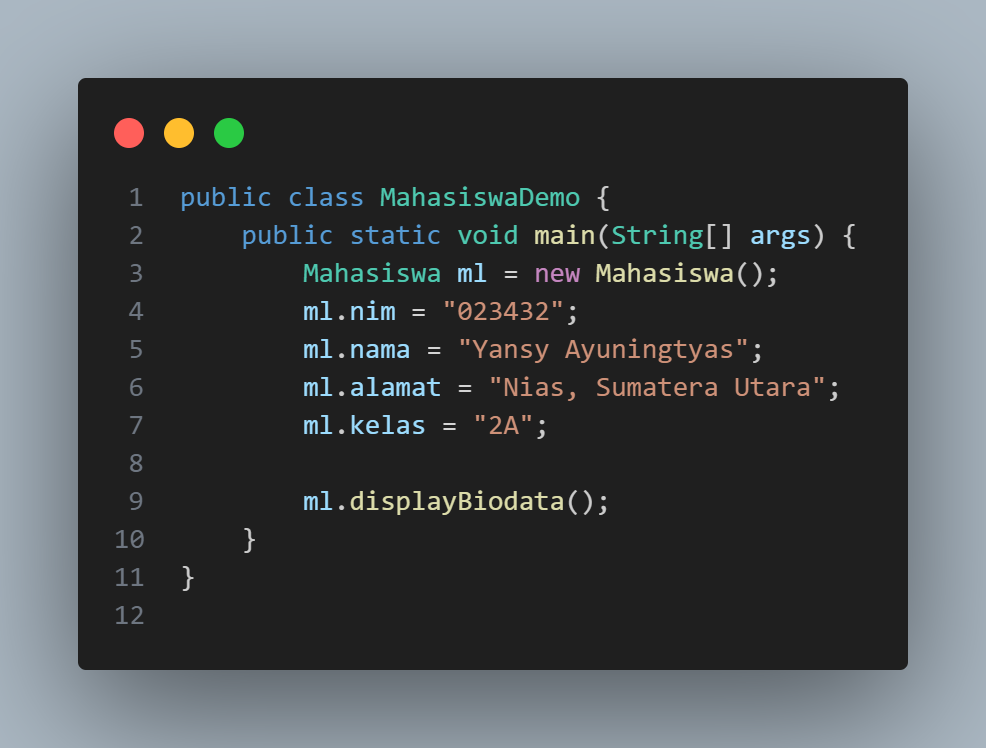 1 public class MahasiswaDemo {
2     public static void main(String[] args) {
3         Mahasiswa ml = new Mahasiswa();
4         ml.nim = "023432";
5         ml.nama = "Yansy Ayuningtyas";
6         ml.alamat = "Nias, Sumatera Utara";
7         ml.kelas = "2A";
8
9         ml.displayBiodata();
10     }
11 }
12